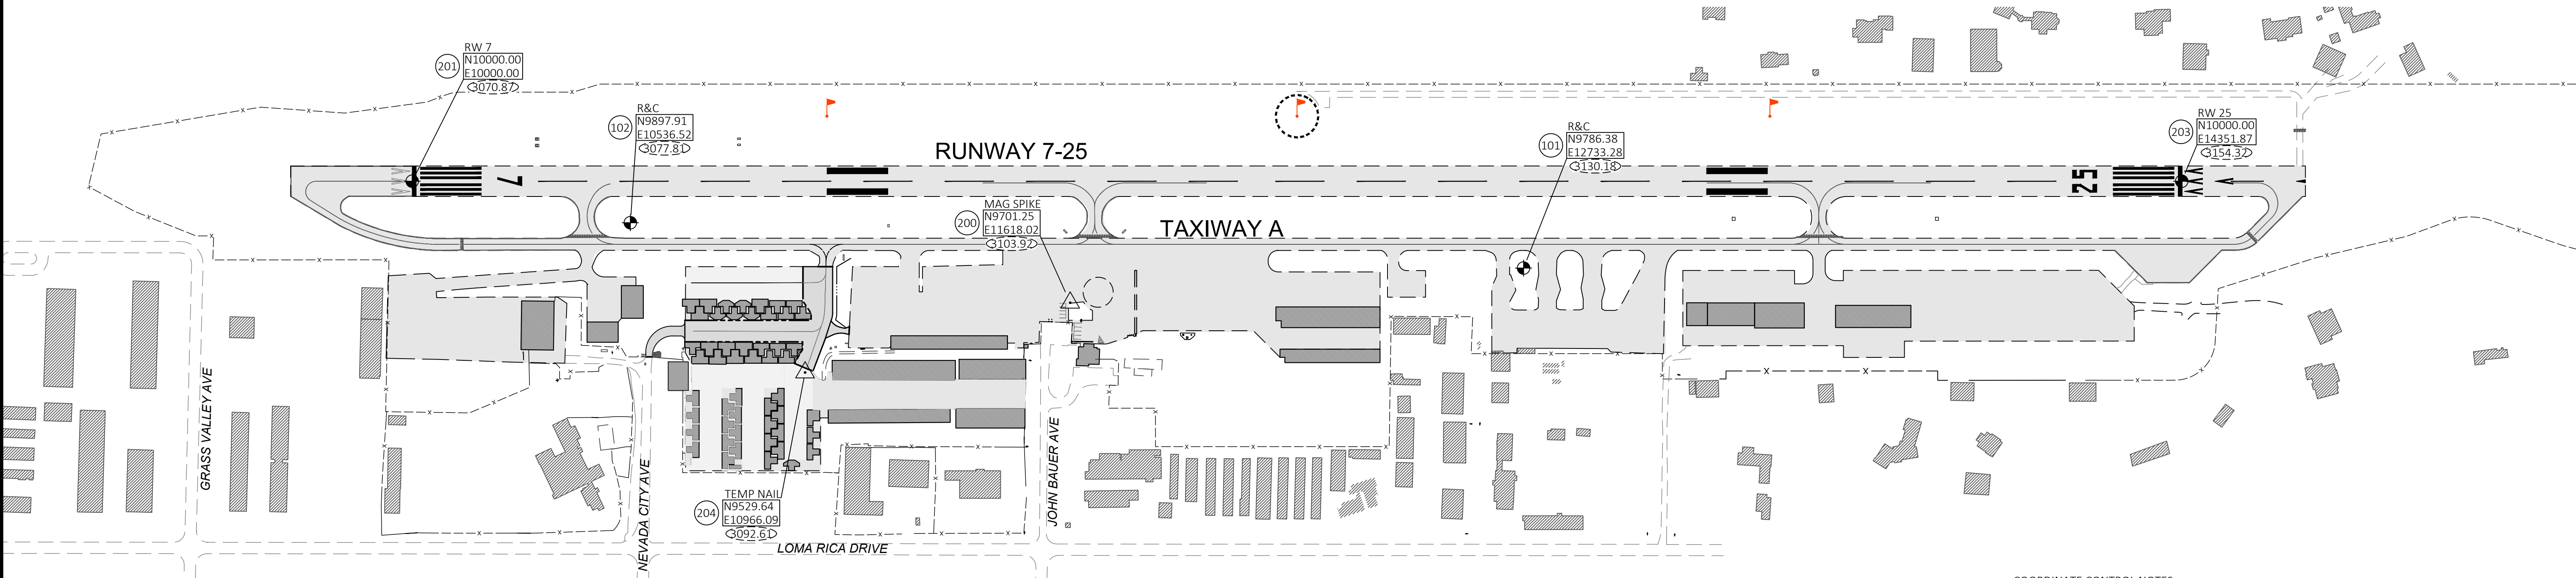 RW 7
201
N10000.00
E10000.00
3070.87
R&C
102
N9897.91
E10536.52
3077.81
R&C
101
N9786.38
E12733.28
3130.18
RW 25
203
N10000.00
E14351.87
3154.32
RUNWAY 7-25
7
25
MAG SPIKE
200
N9701.25
E11618.02
3103.92
TAXIWAY A
GRASS VALLEY AVE
NEVADA CITY AVE
JOHN BAUER AVE
TEMP NAIL
204
N9529.64
E10966.09
3092.61
LOMA RICA DRIVE
COORDINATE CONTROL NOTES